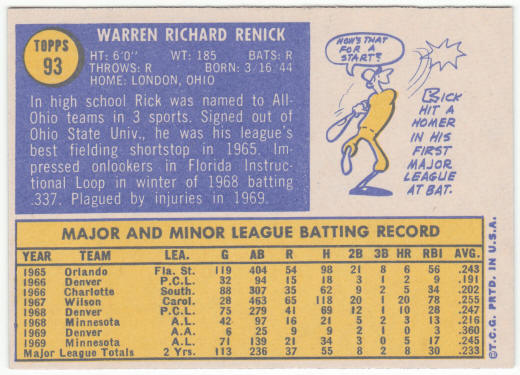 TOPPS
93
WARREN RICHARD RENICK
HT: 6'0" WT: 185 BATS: R
THROWS: R BORN: 3/16/44
HOME: LONDON, OHIO
In high school Rick was named to All-
Ohio teams in 3 sports. Signed out of
Ohio State Univ., he was his league's
best fielding shortstop in 1965. Im-
pressed onlookers in Florida Instruc-
tional Loop in winter of 1968 batting
.337. Plagued by injuries in 1969.
HOW'S THAT
FOR A
START?
RICK
HIT A
HOMER
IN HIS
FIRST
MAJOR
LEAGUE
AT BAT.
MAJOR AND MINOR LEAGUE BATTING RECORD
YEAR TEAM LEA. G AB R H 2B 3B HR RBI AVG.
1965 Orlando Fla. St. 119 404 54 98 21 8 6 56 .243
1966 Denver P.C.L. 32 94 15 18 3 1 2 9 .191
1966 Charlotte South. 88 307 35 62 9 2 5 34 .202
1967 Wilson Carol. 28 463 65 118 20 1 20 78 .255
1968 Denver P.C.L. 75 279 41 69 12 1 10 28 .247
1968 Minnesota A.L. 42 97 16 21 5 2 3 13 .216
1969 Denver A.A. 6 25 9 9 1 0 2 3 .360
1969 Minnesota A.L. 71 139 21 34 3 0 5 17 .245
Major League Totals 2 Yrs. 113 236 37 55 8 2 8 30 .233
©T.C.G. PRTD. IN U.S.A.